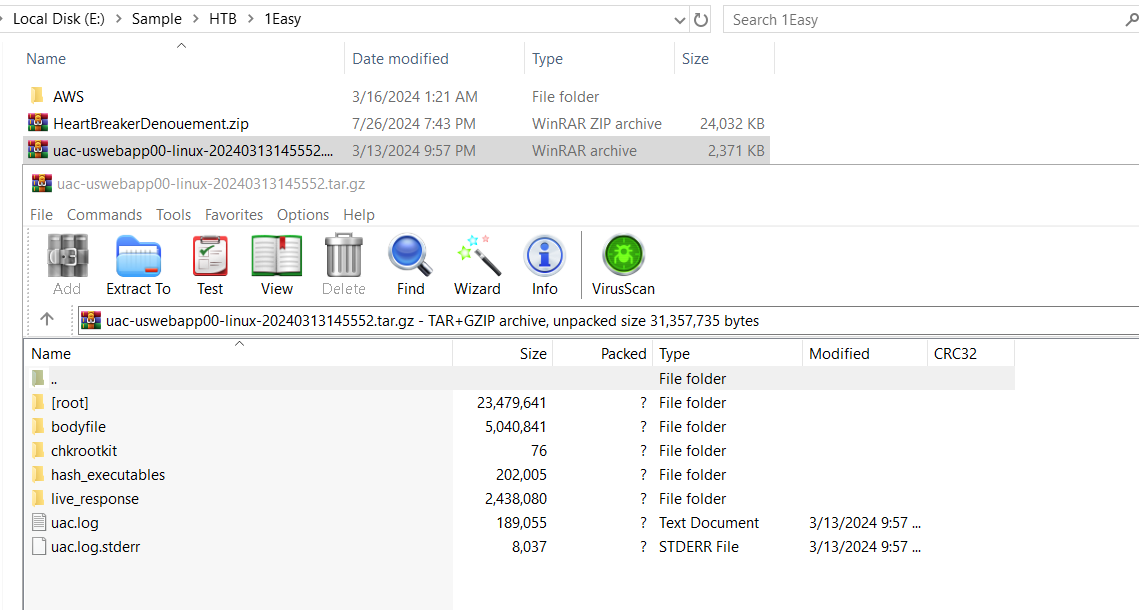 Local Disk (E:) > Sample > HTB > 1Easy Search 1Easy
Name Date modified Type Size
AWS 3/16/2024 1:21 AM File folder
HeartBreakerDenouement.zip 7/26/2024 7:43 PM WinRAR ZIP archive 24,032 KB
uac-uswebapp00-linux-20240313145552.... 3/13/2024 9:57 PM WinRAR archive 2,371 KB
uac-uswebapp00-linux-20240313145552.tar.gz
File Commands Tools Favorites Options Help
Add Extract To Test View Delete Find Wizard Info VirusScan
uac-uswebapp00-linux-20240313145552.tar.gz - TAR+GZIP archive, unpacked size 31,357,735 bytes
Name Size Packed Type Modified CRC32
.. File folder
[root] 23,479,641 ? File folder
bodyfile 5,040,841 ? File folder
chkrootkit 76 ? File folder
hash_executables 202,005 ? File folder
live_response 2,438,080 ? File folder
uac.log 189,055 ? Text Document 3/13/2024 9:57 ...
uac.log.stderr 8,037 ? STDERR File 3/13/2024 9:57 ...